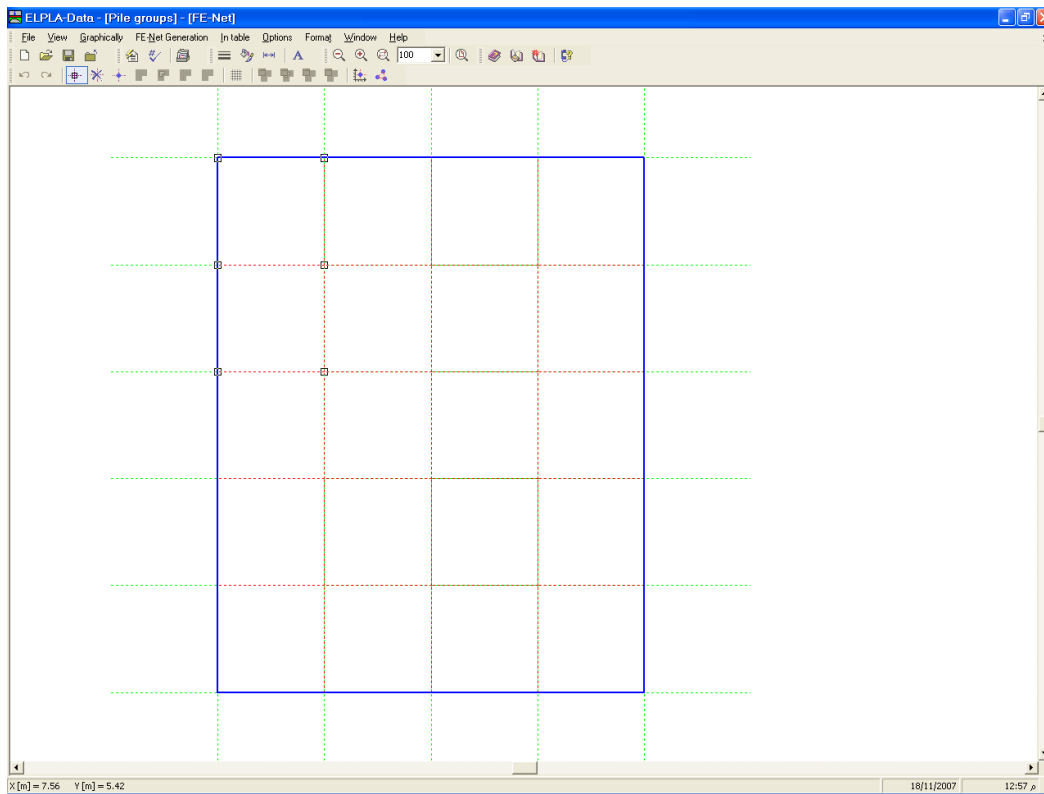 ELPLA-Data - [Pile groups] - [FE-Net]
File View Graphically FE-Net Generation In table Options Format Window Help
A 100
X [m] = 7.56 Y [m] = 5.42 18/11/2007 12:57 م